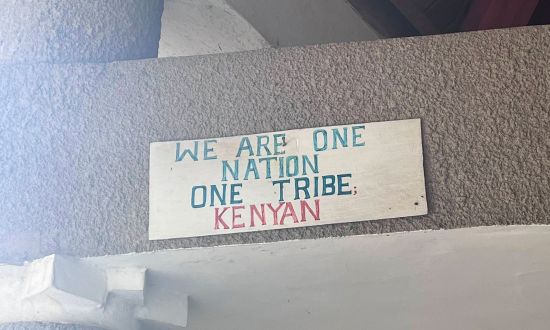 WE ARE ONE
NATION
ONE TRIBE;
KENYAN